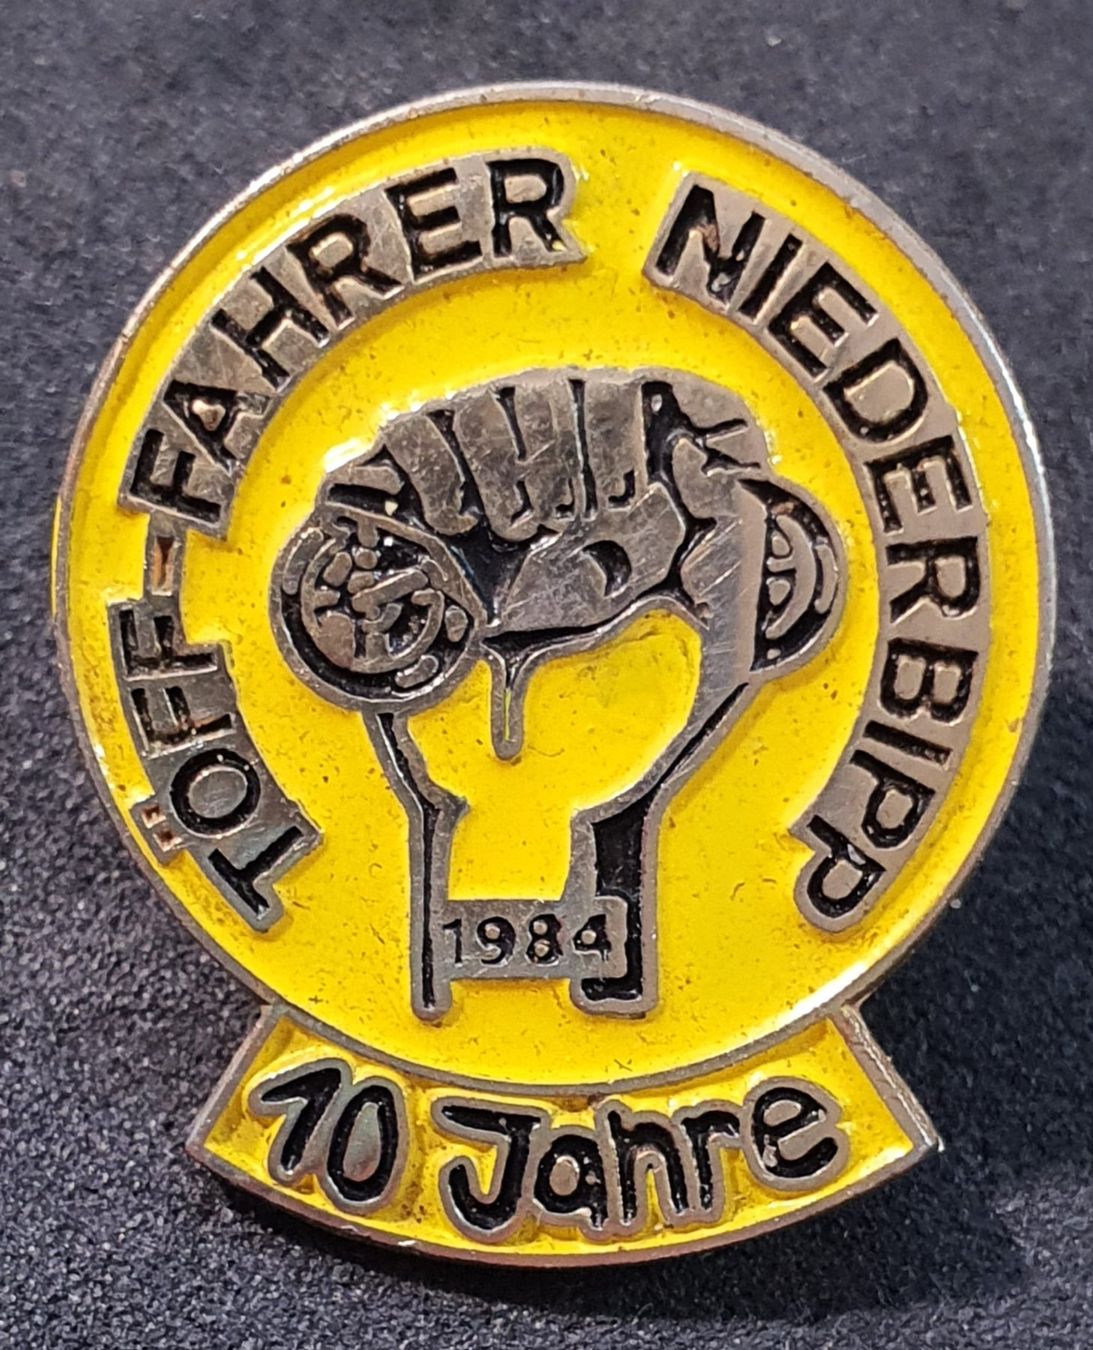 TÖFF-FAHRER NIEDERBIPP
1984
10 Jahre